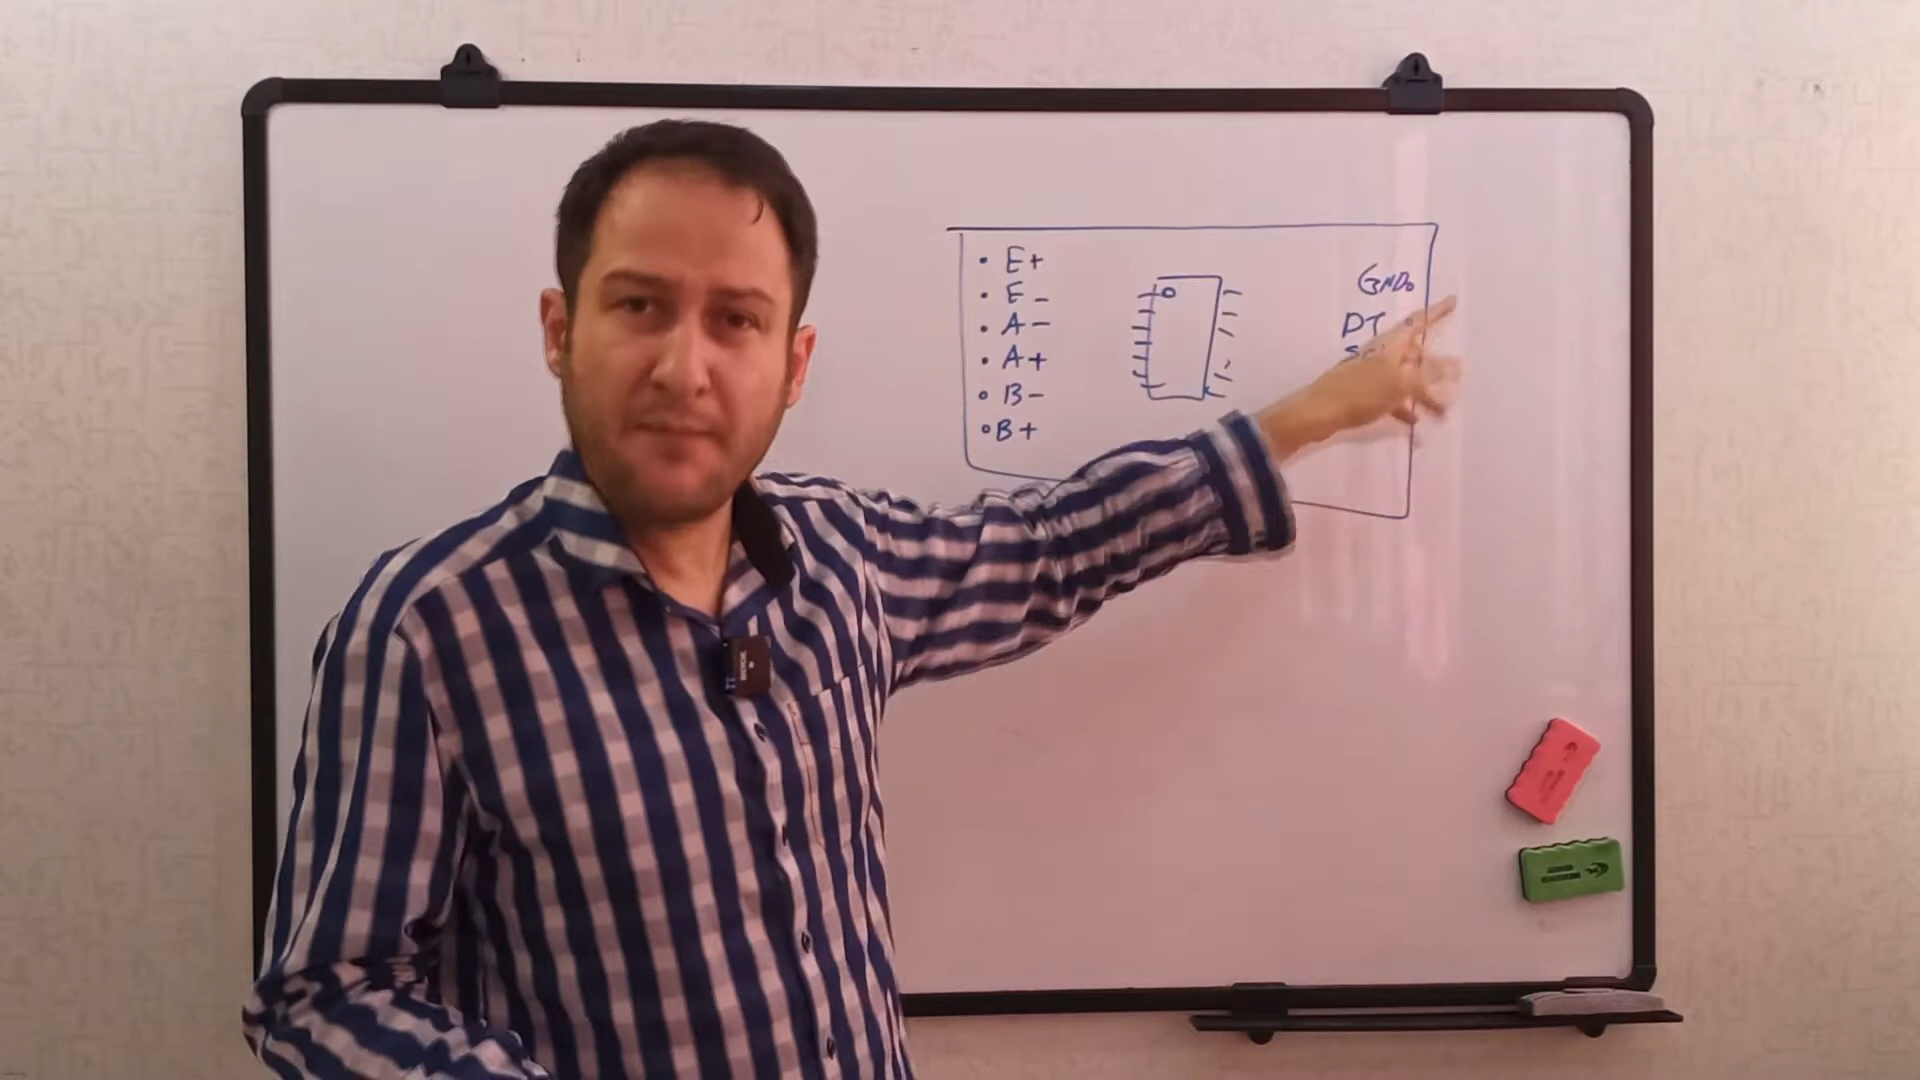 E+
E-
A-
A+
B-
B+
GND
DT